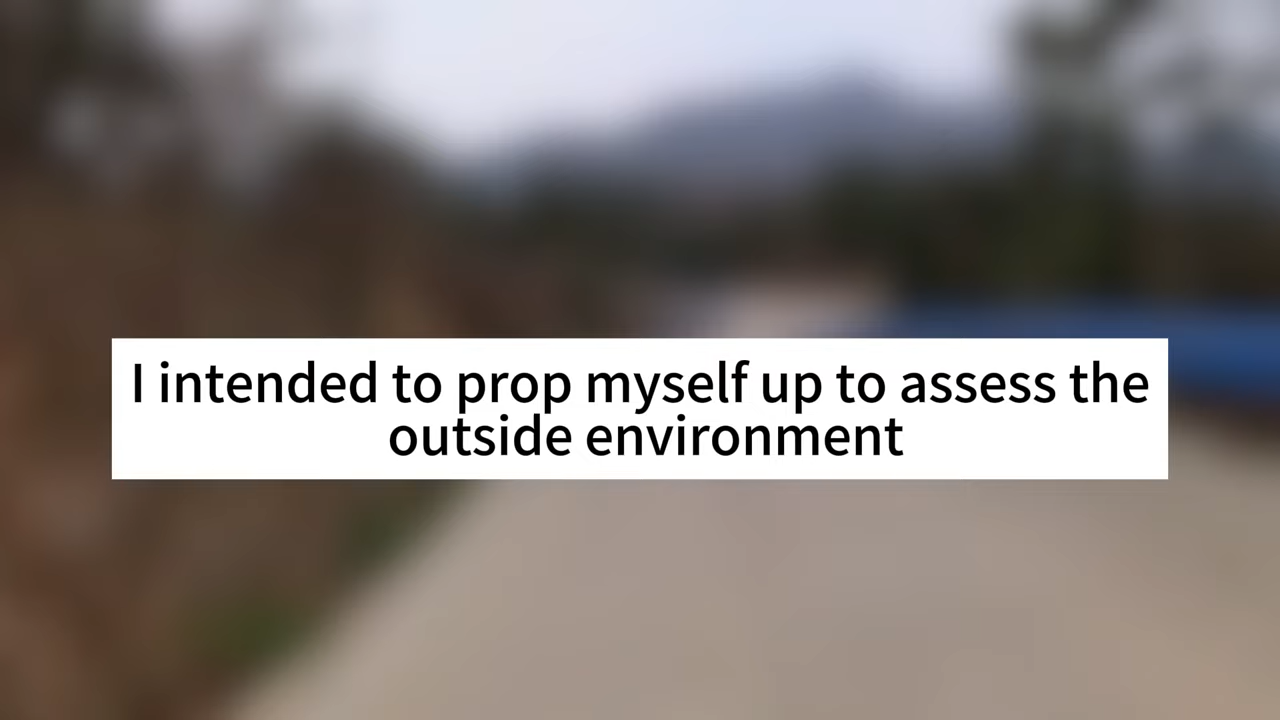 I intended to prop myself up to assess the
outside environment